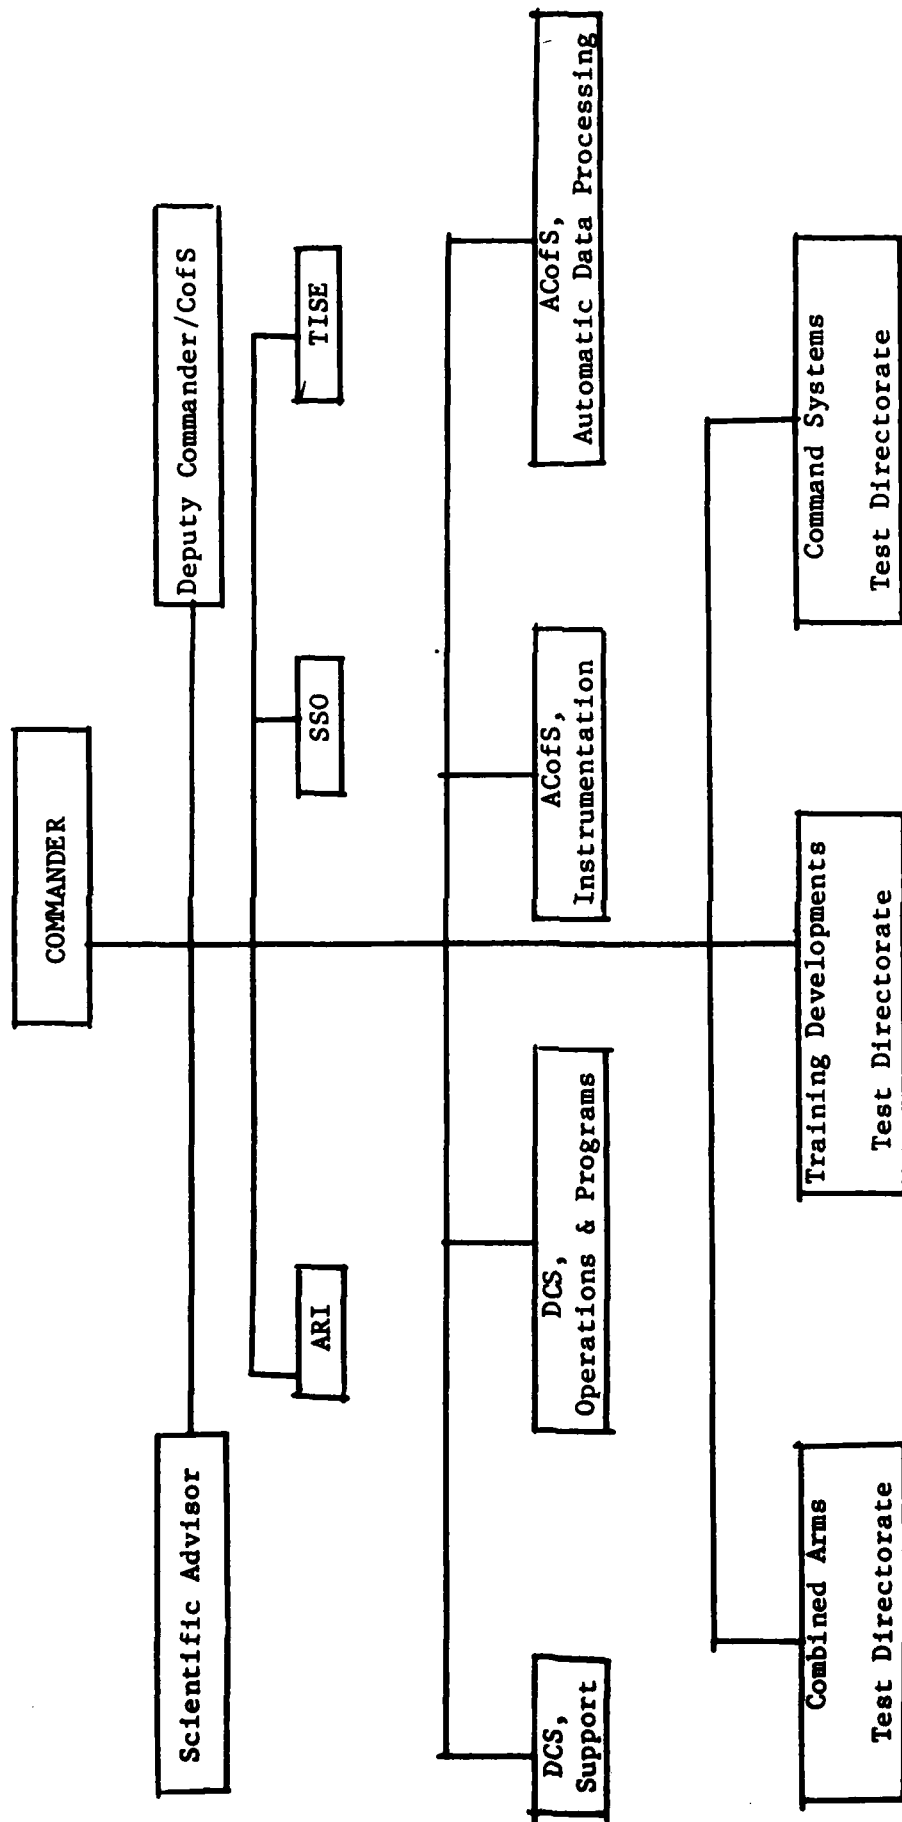 COMMANDER
Scientific Advisor
Deputy Commander/CofS
ARI
SSO
TISE
DCS,
Support
DCS,
Operations & Programs
ACofS,
Instrumentation
ACofS,
Automatic Data Processing
Combined Arms
Test Directorate
Training Developments
Test Directorate
Command Systems
Test Directorate